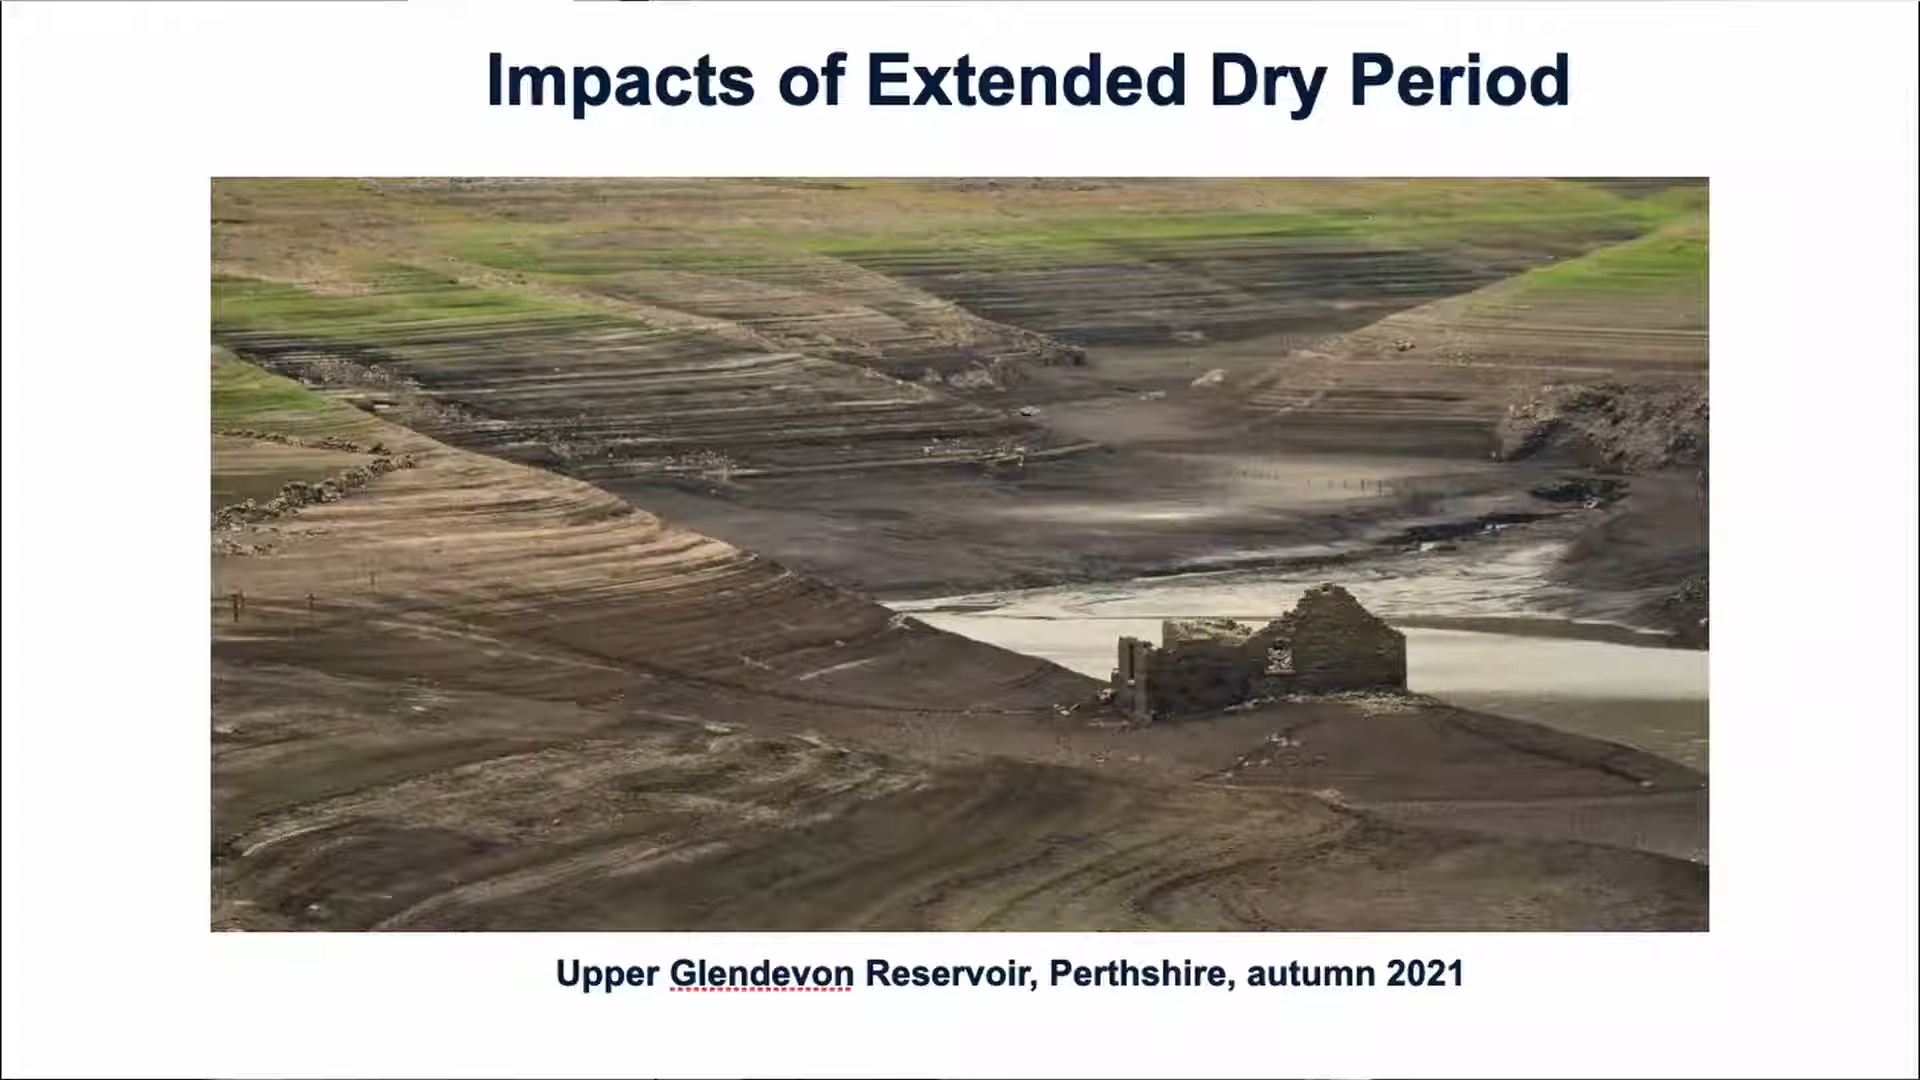 Impacts of Extended Dry Period
Upper Glendevon Reservoir, Perthshire, autumn 2021